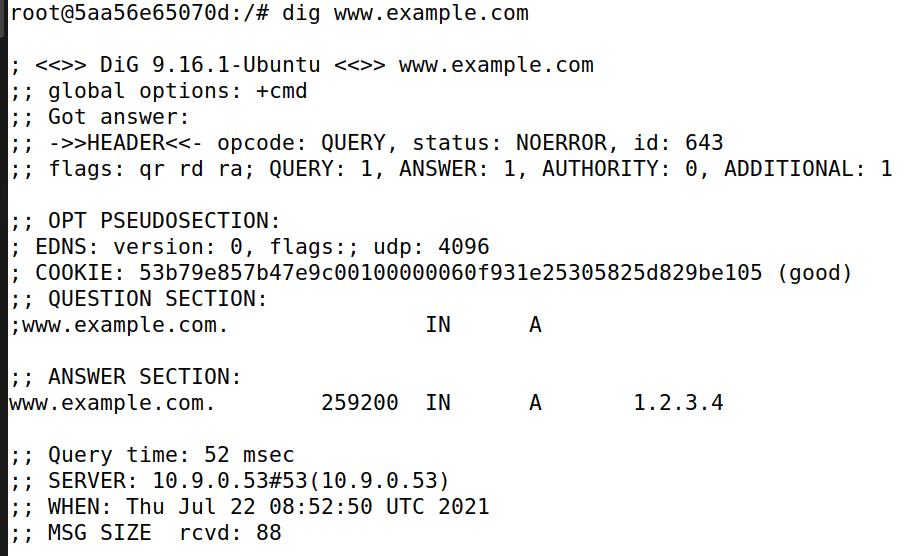 root@5aa56e65070d:/# dig www.example.com
; <<>> DiG 9.16.1-Ubuntu <<>> www.example.com
;; global options: +cmd
;; Got answer:
;; ->>HEADER<<- opcode: QUERY, status: NOERROR, id: 643
;; flags: qr rd ra; QUERY: 1, ANSWER: 1, AUTHORITY: 0, ADDITIONAL: 1
;; OPT PSEUDOSECTION:
; EDNS: version: 0, flags:; udp: 4096
; COOKIE: 53b79e857b47e9c00100000060f931e25305825d829be105 (good)
;; QUESTION SECTION:
;www.example.com. IN A
;; ANSWER SECTION:
www.example.com. 259200 IN A 1.2.3.4
;; Query time: 52 msec
;; SERVER: 10.9.0.53#53(10.9.0.53)
;; WHEN: Thu Jul 22 08:52:50 UTC 2021
;; MSG SIZE rcvd: 88